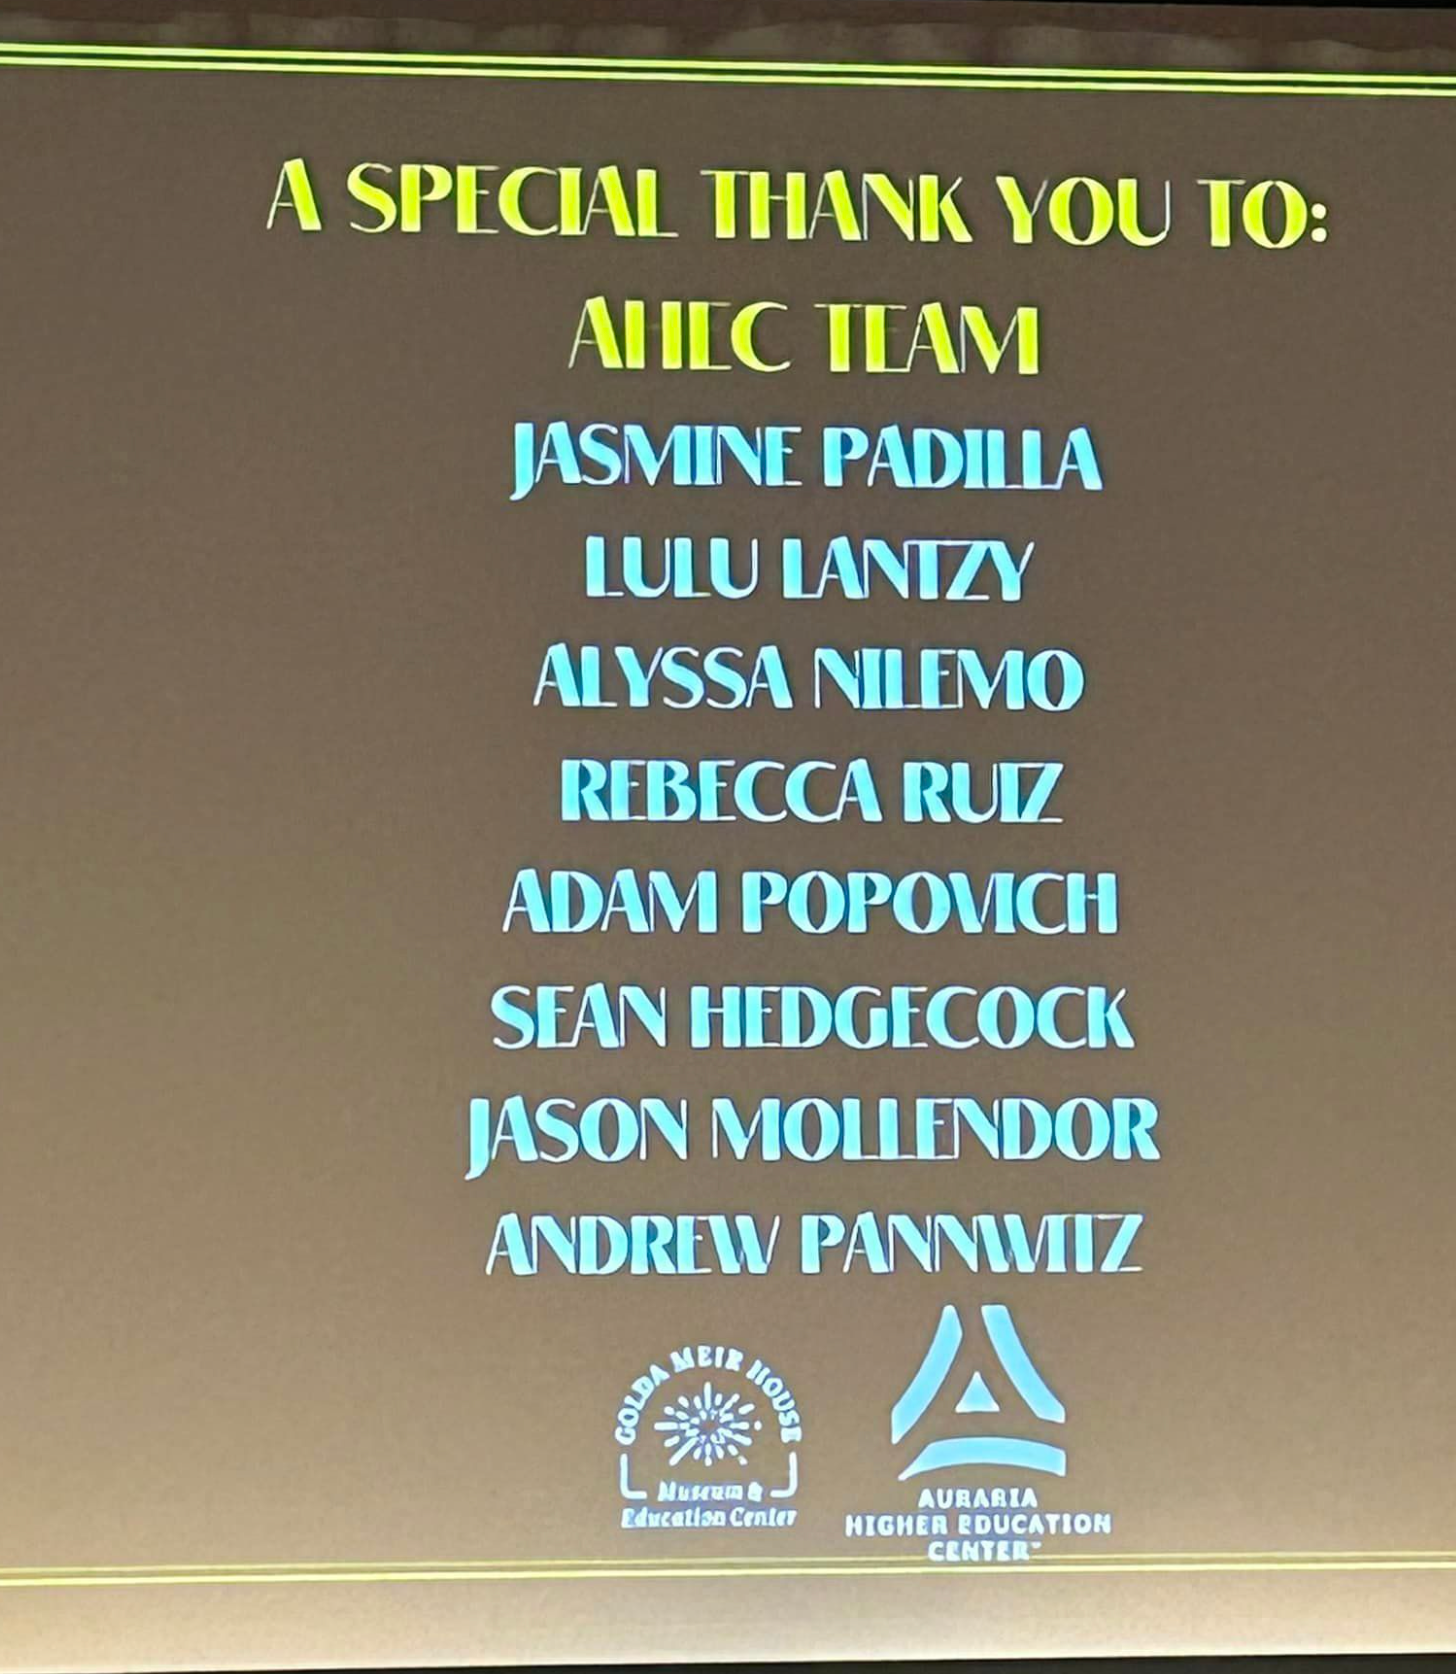 A SPECIAL THANK YOU TO:
AHEC TEAM
JASMINE PADILLA
LULU LANTZY
ALYSSA NILEMO
REBECCA RUIZ
ADAM POPOVICH
SEAN HEDGECOCK
JASON MOLLENDOR
ANDREW PANNWITZ
GOLDA MEIR HOUSE
Museum &
Education Center
AURARIA
HIGHER EDUCATION
CENTER™